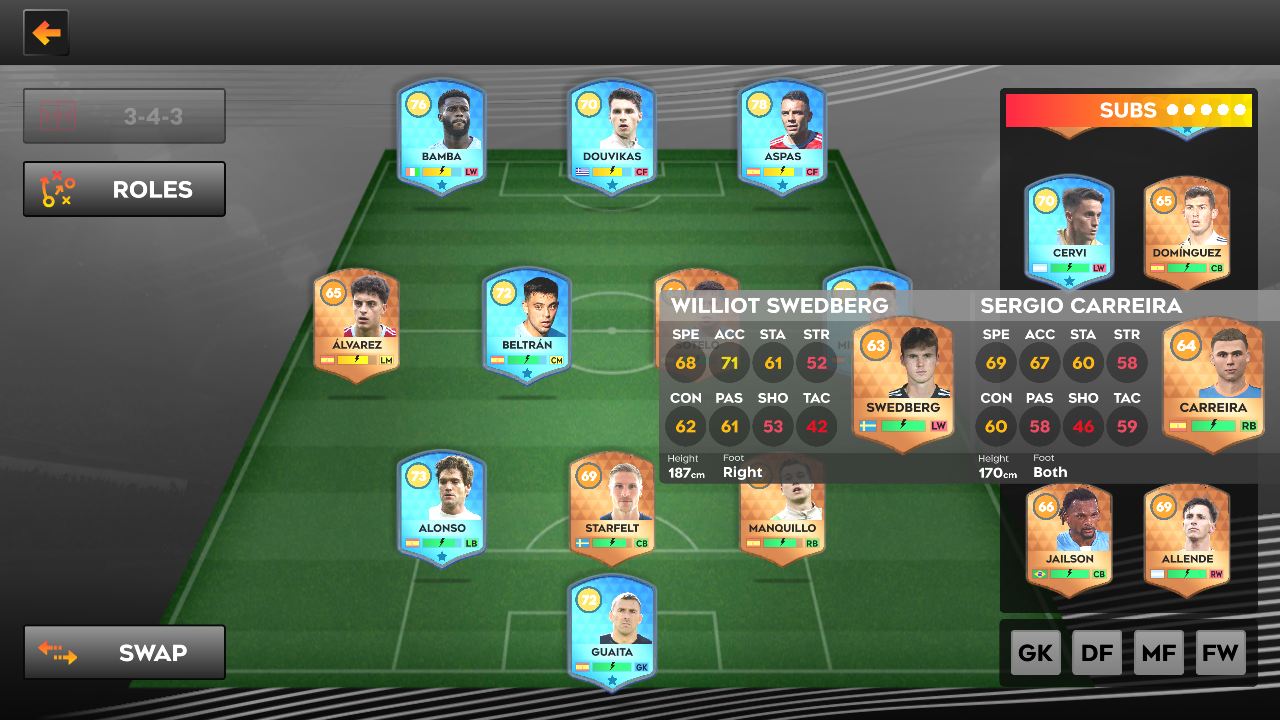 3-4-3
ROLES
76
BAMBA
LW
70
DOUVIKAS
CF
78
ASPAS
CF
SUBS
70
CERVI
LW
65
DOMÍNGUEZ
CB
65
ÁLVAREZ
LM
72
BELTRÁN
CM
WILLIOT SWEDBERG
SPE ACC STA STR
68 71 61 52
CON PAS SHO TAC
62 61 53 42
Height Foot
187cm Right
63
SWEDBERG
LW
SERGIO CARREIRA
SPE ACC STA STR
69 67 60 58
CON PAS SHO TAC
60 58 46 59
Height Foot
170cm Both
64
CARREIRA
RB
73
ALONSO
LB
69
STARFELT
CB
MANQUILLO
RB
66
JAILSON
CB
69
ALLENDE
RW
72
GUAITA
GK
SWAP
GK DF MF FW